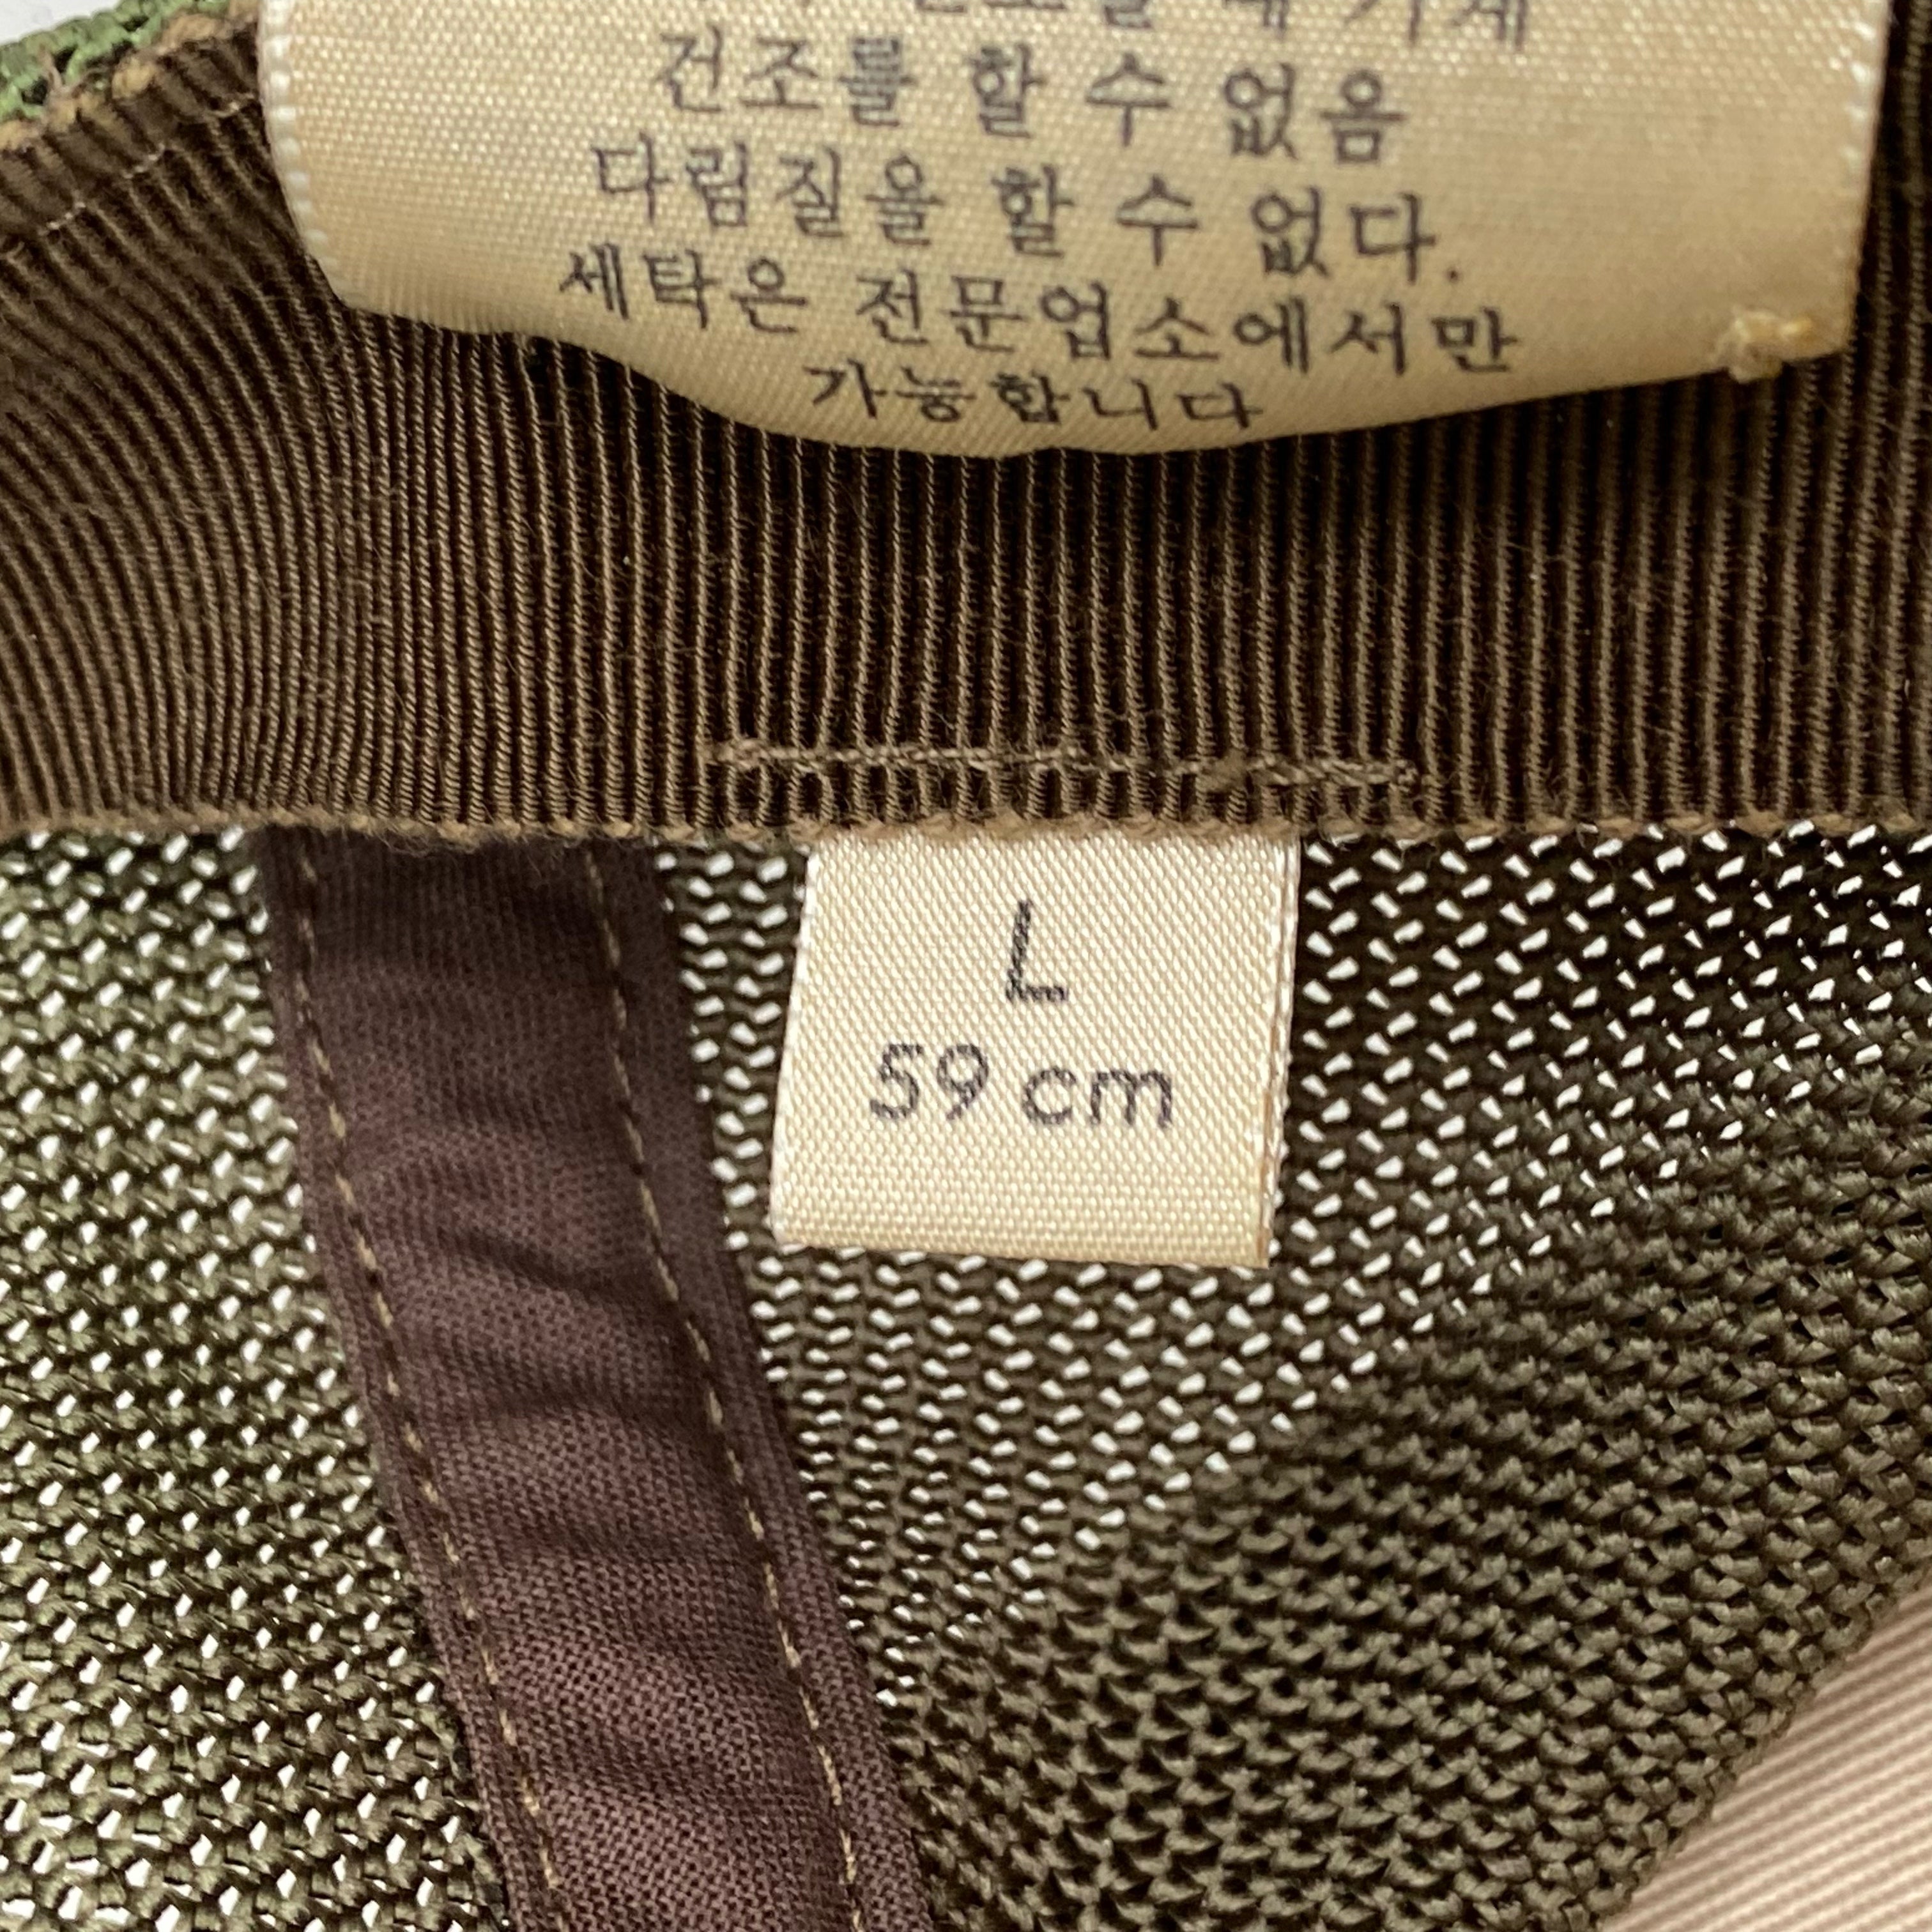 건조를 할 수 없음
다림질을 할 수 없다.
세탁은 전문업소에서만
가능합니다
L
59 cm